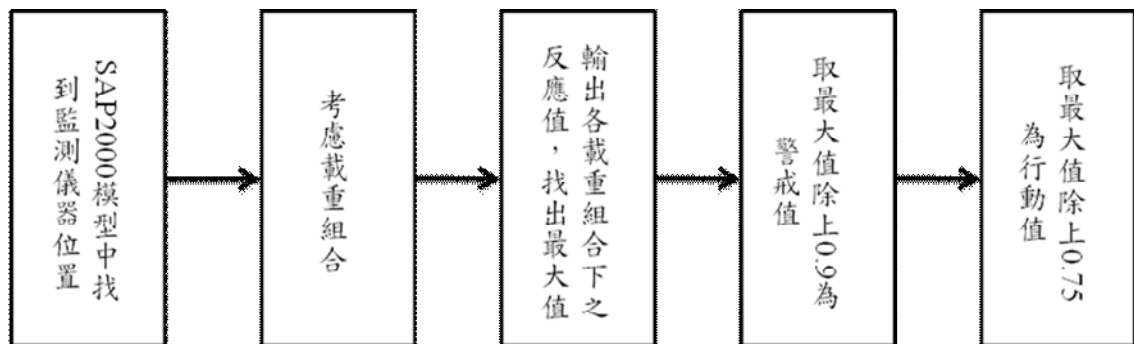 SAP2000模型中找
到監測儀器位置
考慮載重組合
輸出各載重組合下之
反應值，找出最大值
取最大值除上0.9為
警戒值
取最大值除上0.75
為行動值